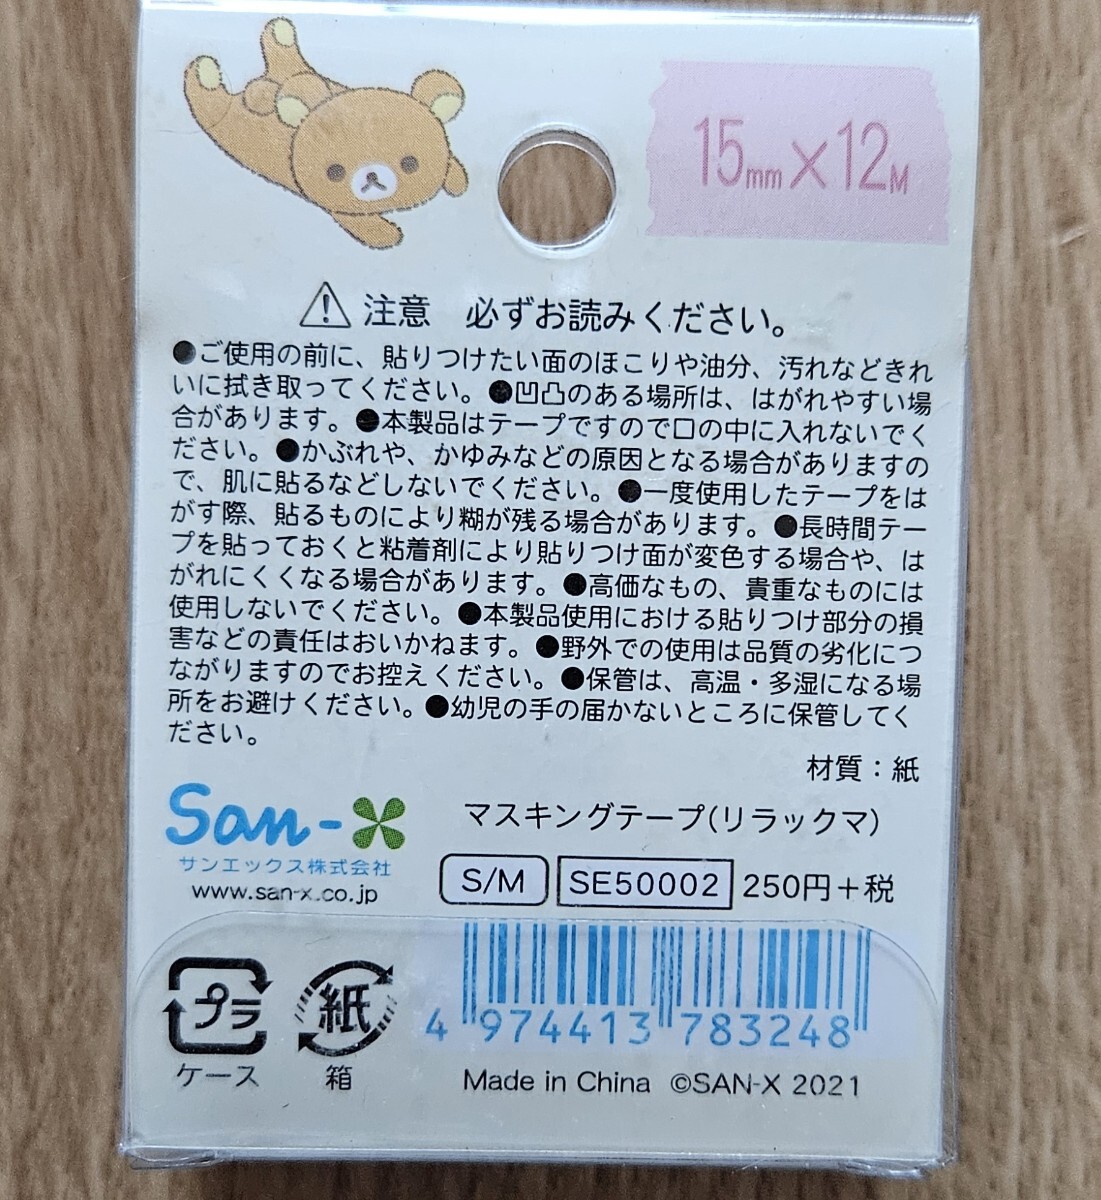 15mm×12M
注意 必ずお読みください。
●ご使用の前に、貼りつけたい面のほこりや油分、汚れなどきれ
いに拭き取ってください。●凹凸のある場所は、はがれやすい場
合があります。●本製品はテープですので口の中に入れないでく
ださい。●かぶれや、かゆみなどの原因となる場合がありますの
で、肌に貼るなどしないでください。●一度使用したテープをは
がす際、貼るものにより糊が残る場合があります。●長時間テー
プを貼っておくと粘着剤により貼りつけ面が変色する場合や、は
がれにくくなる場合があります。●高価なもの、貴重なものには
使用しないでください。●本製品使用における貼りつけ部分の損
害などの責任はおいかねます。●野外での使用は品質の劣化につ
ながりますのでお控えください。●保管は、高温・多湿になる場
所をお避けください。●幼児の手の届かないところに保管してく
ださい。
材質：紙
San-X
サンエックス株式会社
www.san-x.co.jp
マスキングテープ(リラックマ)
S/M SE50002 250円＋税
プラ
ケース
紙
箱
4 974413 783248
Made in China ©SAN-X 2021